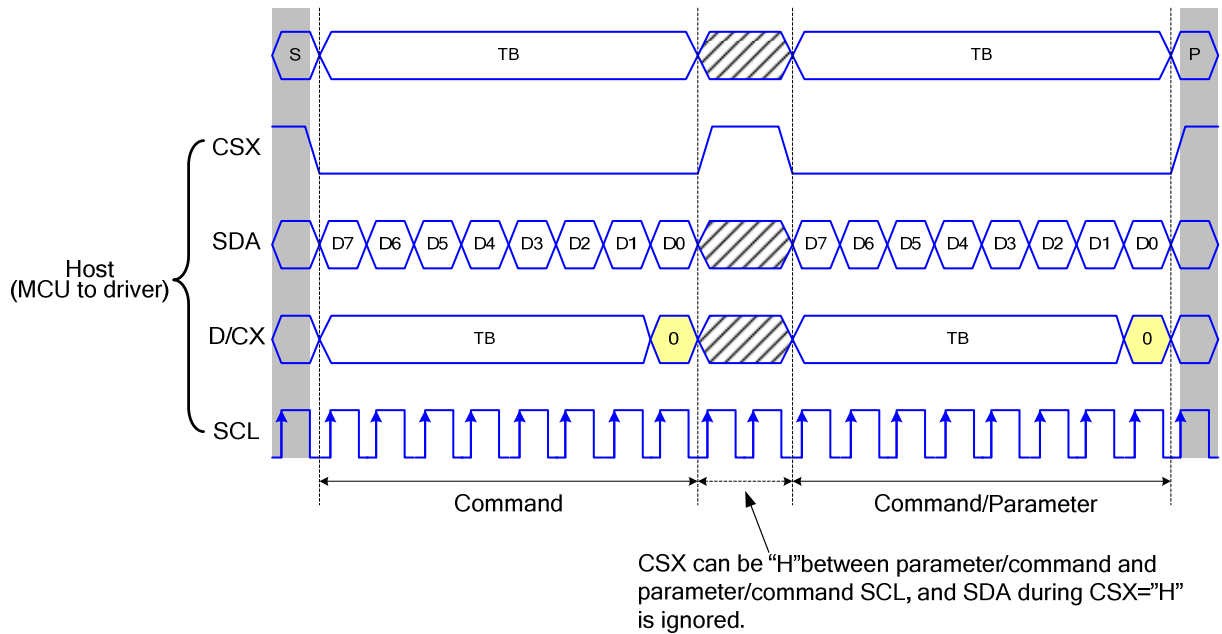 S TB TB P
CSX
SDA D7 D6 D5 D4 D3 D2 D1 D0 D7 D6 D5 D4 D3 D2 D1 D0
Host
(MCU to driver)
D/CX TB 0 TB 0
SCL
Command Command/Parameter
CSX can be “H”between parameter/command and
parameter/command SCL, and SDA during CSX=”H”
is ignored.